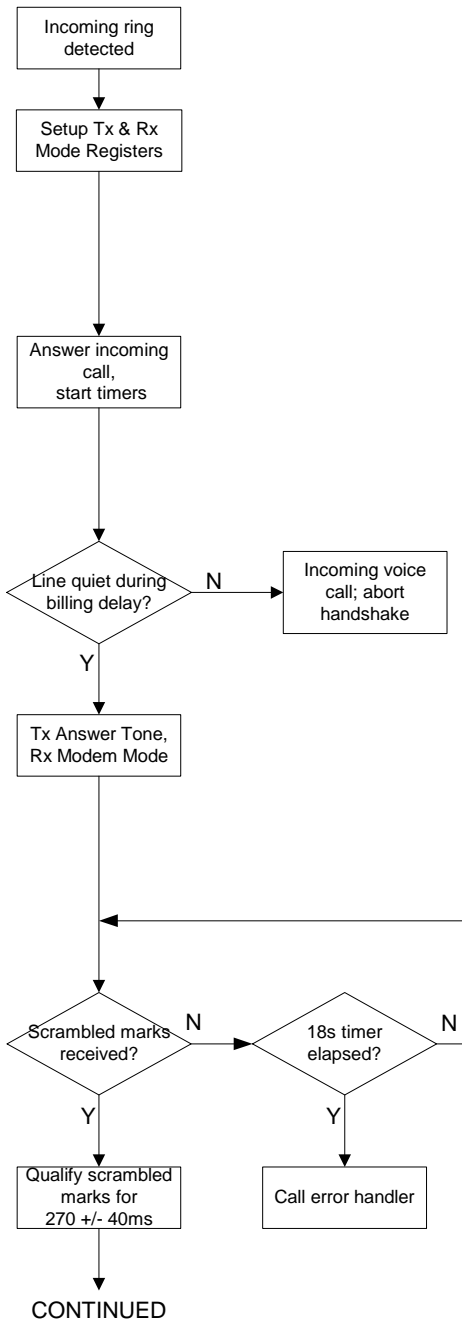 Incoming ring
detected
Setup Tx & Rx
Mode Registers
Answer incoming
call,
start timers
Line quiet during
billing delay?
N
Incoming voice
call; abort
handshake
Y
Tx Answer Tone,
Rx Modem Mode
Scrambled marks
received?
N
18s timer
elapsed?
N
Y
Y
Qualify scrambled
marks for
270 +/- 40ms
Call error handler
CONTINUED